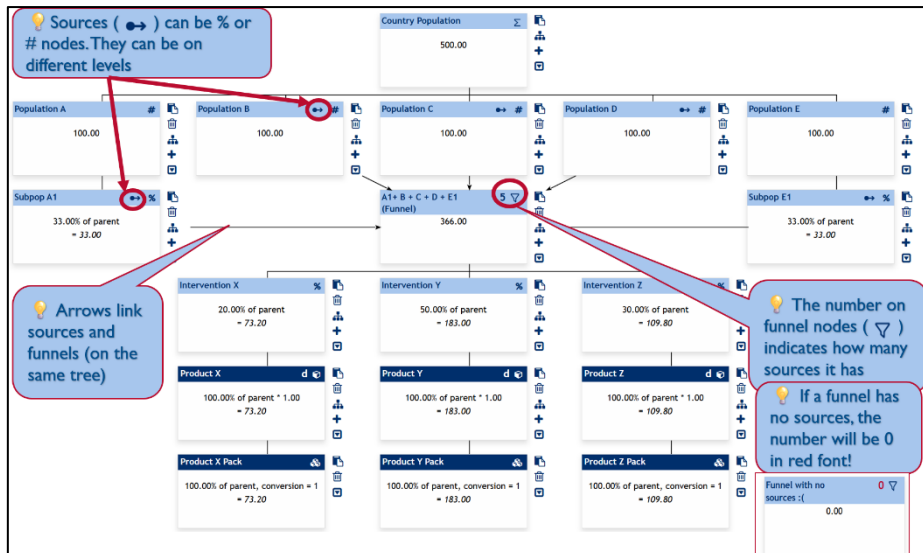 💡 Sources ( ) can be % or
# nodes. They can be on
different levels
Country Population Σ
500.00
Population A #
100.00
Population B #
100.00
Population C #
100.00
Population D #
100.00
Population E #
100.00
Subpop A1 %
33.00% of parent
= 33.00
A1+ B + C + D + E1 5
(Funnel)
366.00
Subpop E1 %
33.00% of parent
= 33.00
💡 Arrows link
sources and
funnels (on the
same tree)
Intervention X %
20.00% of parent
= 73.20
Intervention Y %
50.00% of parent
= 183.00
Intervention Z %
30.00% of parent
= 109.80
💡 The number on
funnel nodes ( )
indicates how many
sources it has
Product X d
100.00% of parent * 1.00
= 73.20
Product Y d
100.00% of parent * 1.00
= 183.00
Product Z d
100.00% of parent * 1.00
= 109.80
💡 If a funnel has
no sources, the
number will be 0
in red font!
Product X Pack
100.00% of parent, conversion = 1
= 73.20
Product Y Pack
100.00% of parent, conversion = 1
= 183.00
Product Z Pack
100.00% of parent, conversion = 1
= 109.80
Funnel with no 0
sources :(
0.00